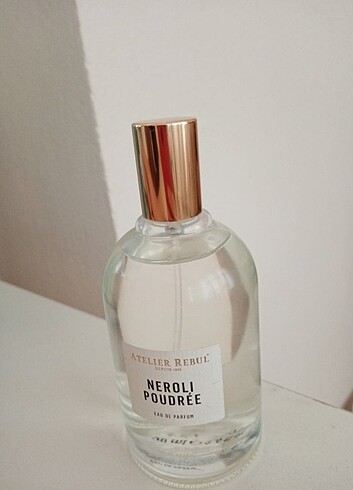 ATELIER REBUL
NEROLI
POUDRÉE
EAU DE PARFUM